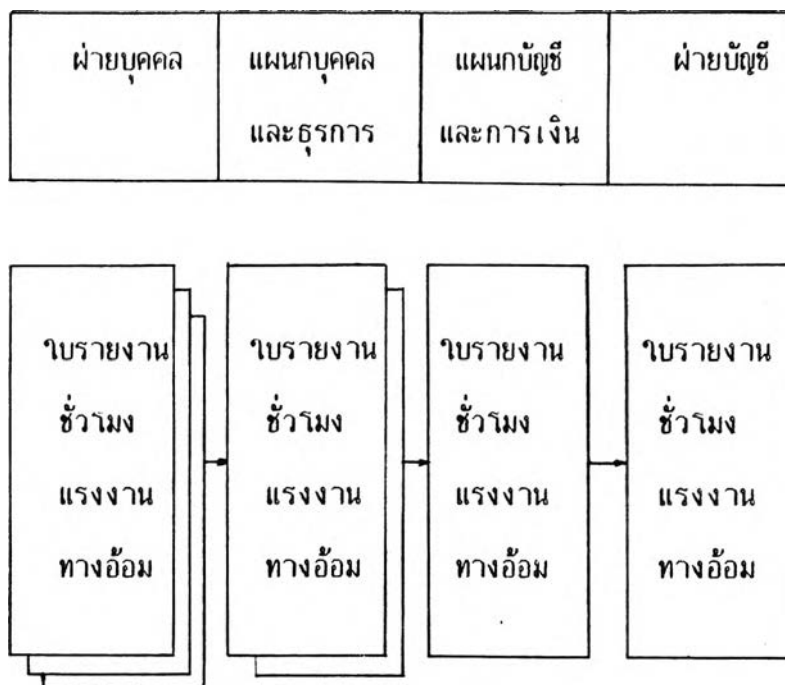 ฝ่ายบุคคล
แผนกบุคคล
และธุรการ
แผนกบัญชี
และการเงิน
ฝ่ายบัญชี
ใบรายงาน
ชั่วโมง
แรงงาน
ทางอ้อม
ใบรายงาน
ชั่วโมง
แรงงาน
ทางอ้อม
ใบรายงาน
ชั่วโมง
แรงงาน
ทางอ้อม
ใบรายงาน
ชั่วโมง
แรงงาน
ทางอ้อม